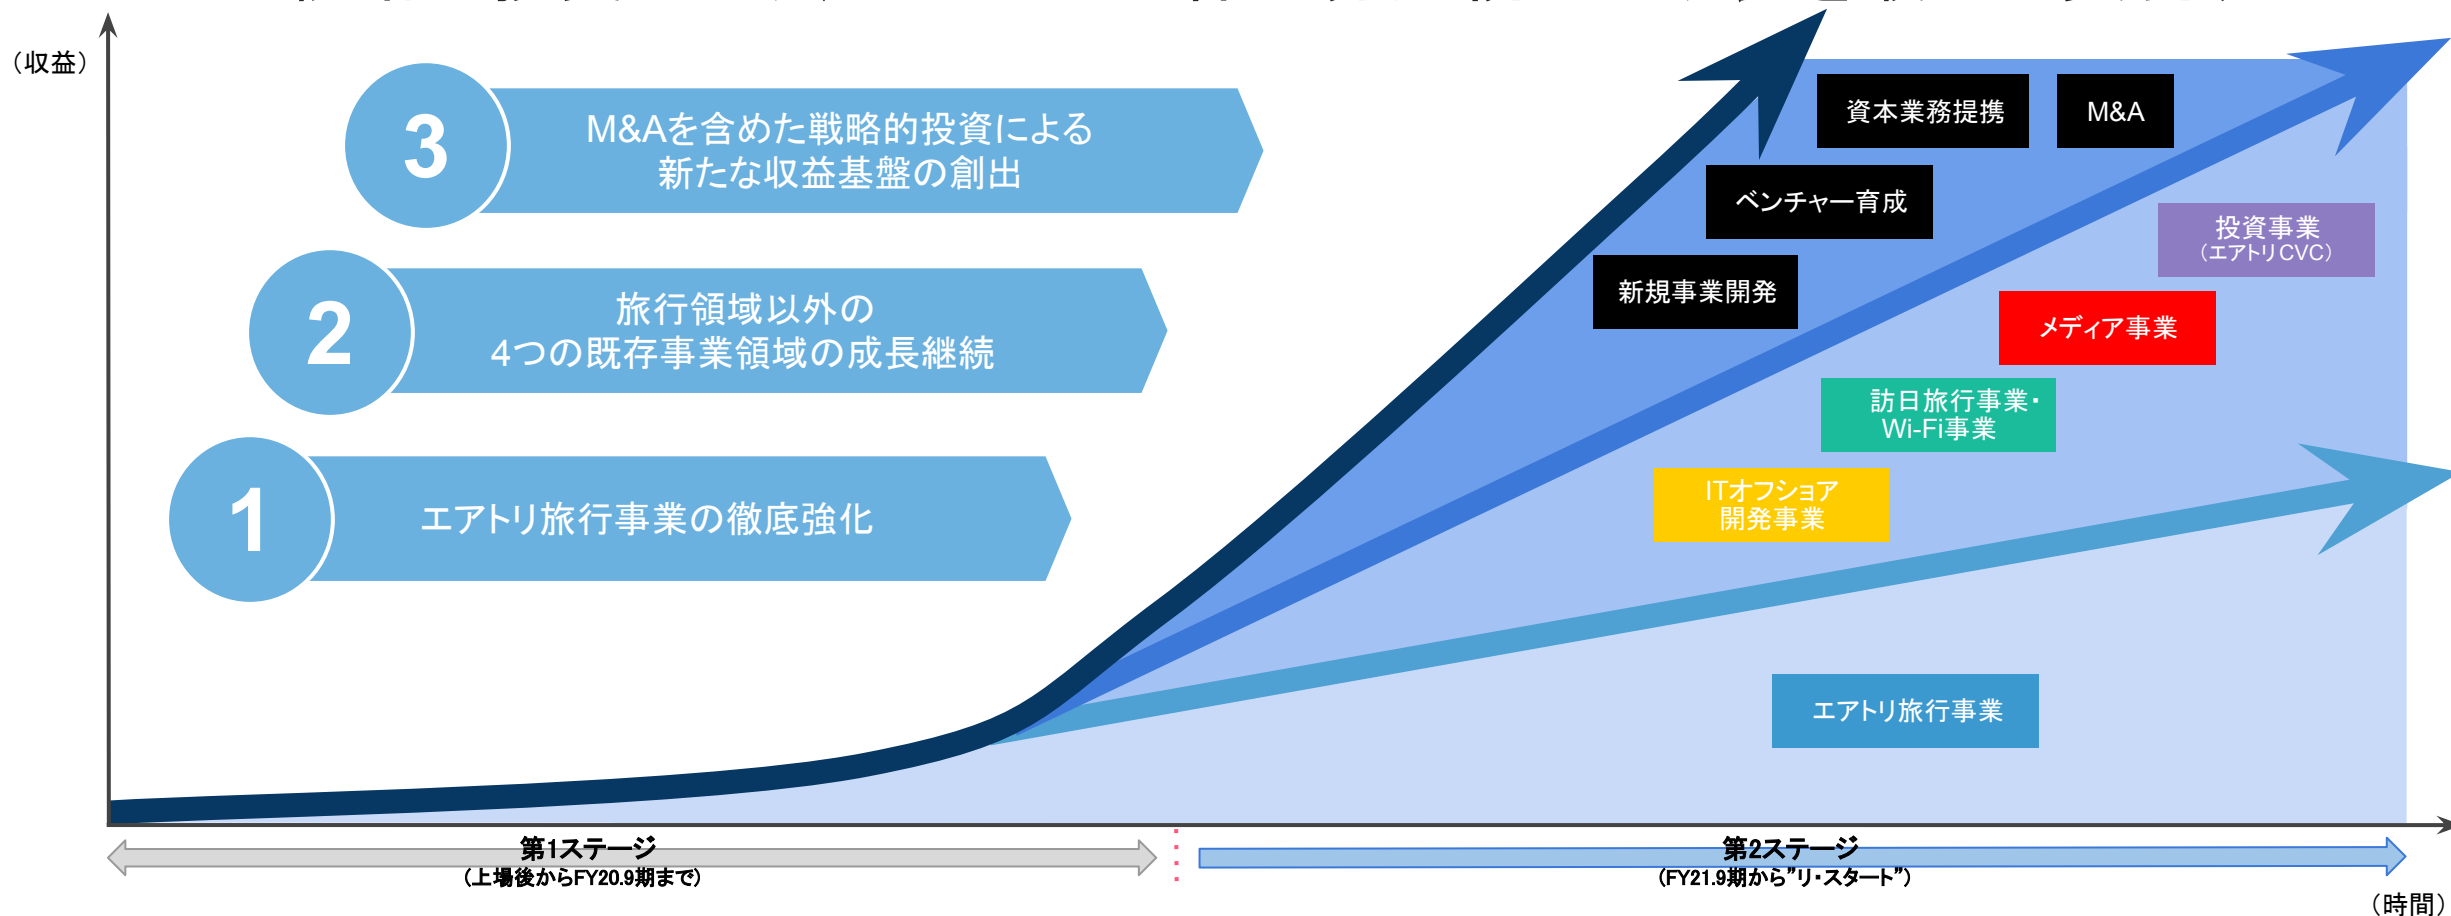 （収益）
3
M&Aを含めた戦略的投資による
新たな収益基盤の創出
2
旅行領域以外の
4つの既存事業領域の成長継続
1
エアトリ旅行事業の徹底強化
資本業務提携
M&A
ベンチャー育成
新規事業開発
投資事業
（エアトリCVC）
メディア事業
訪日旅行事業・
Wi-Fi事業
ITオフショア
開発事業
エアトリ旅行事業
第1ステージ
（上場後からFY20.9期まで）
第2ステージ
（FY21.9期から”リ・スタート”）
（時間）